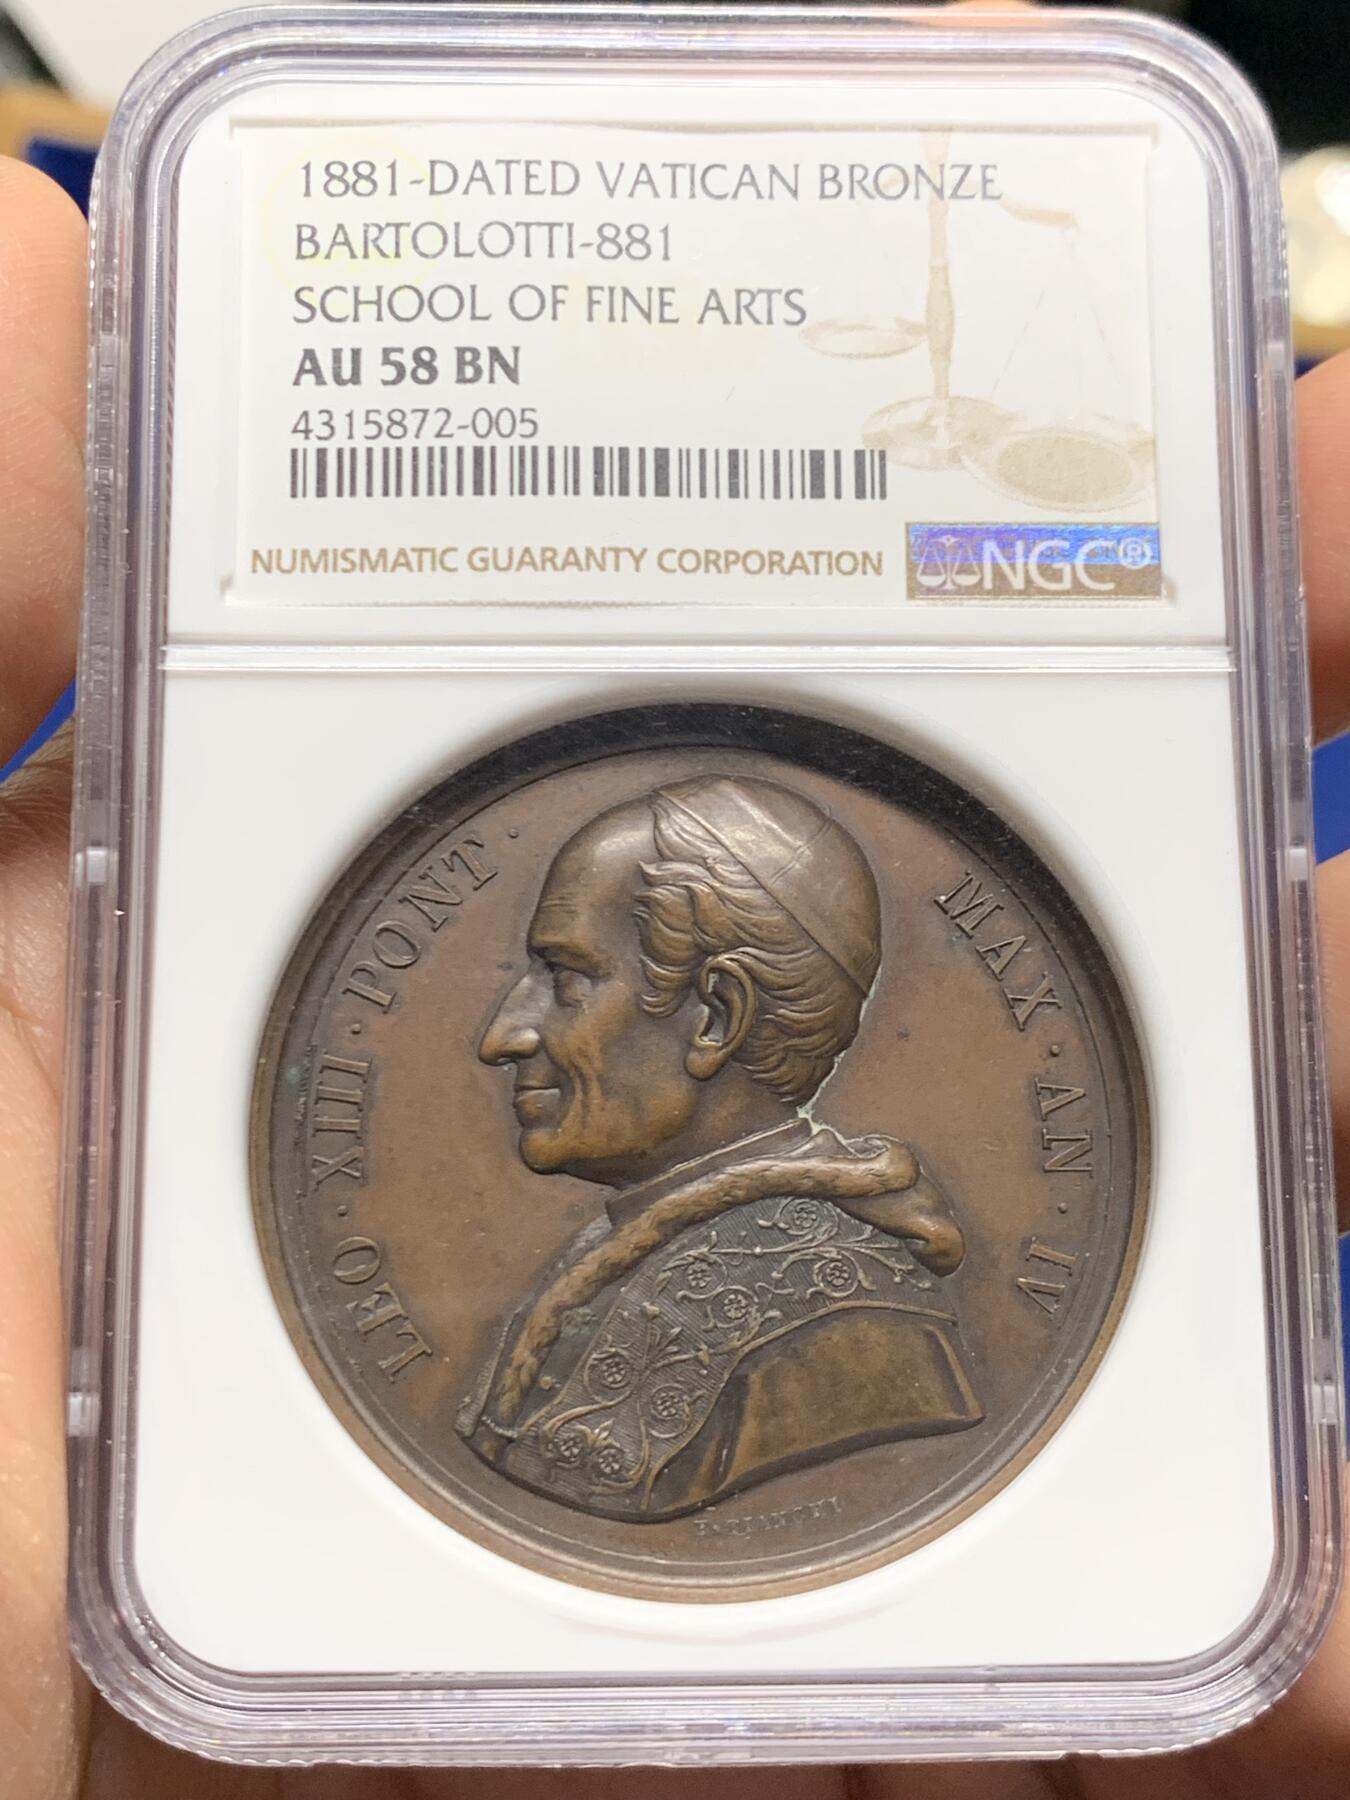 1881-DATED VATICAN BRONZE
BARTOLOTTI-881
SCHOOL OF FINE ARTS
AU 58 BN
4315872-005
NUMISMATIC GUARANTY CORPORATION
NGC®
LEO · XIII · PONT · MAX · AN · IV